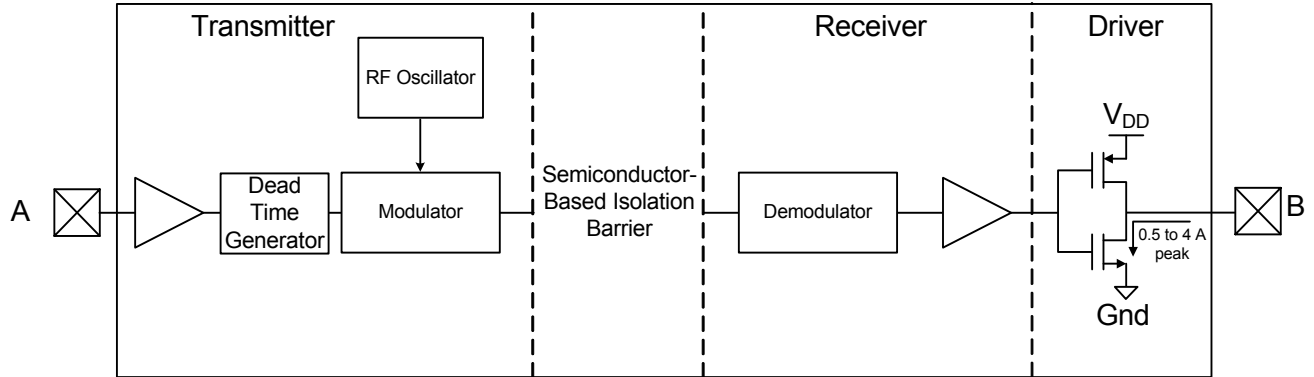 Transmitter
Receiver
Driver
RF Oscillator
V_DD
A
Dead
Time
Generator
Modulator
Semiconductor-
Based Isolation
Barrier
Demodulator
B
0.5 to 4 A
peak
Gnd